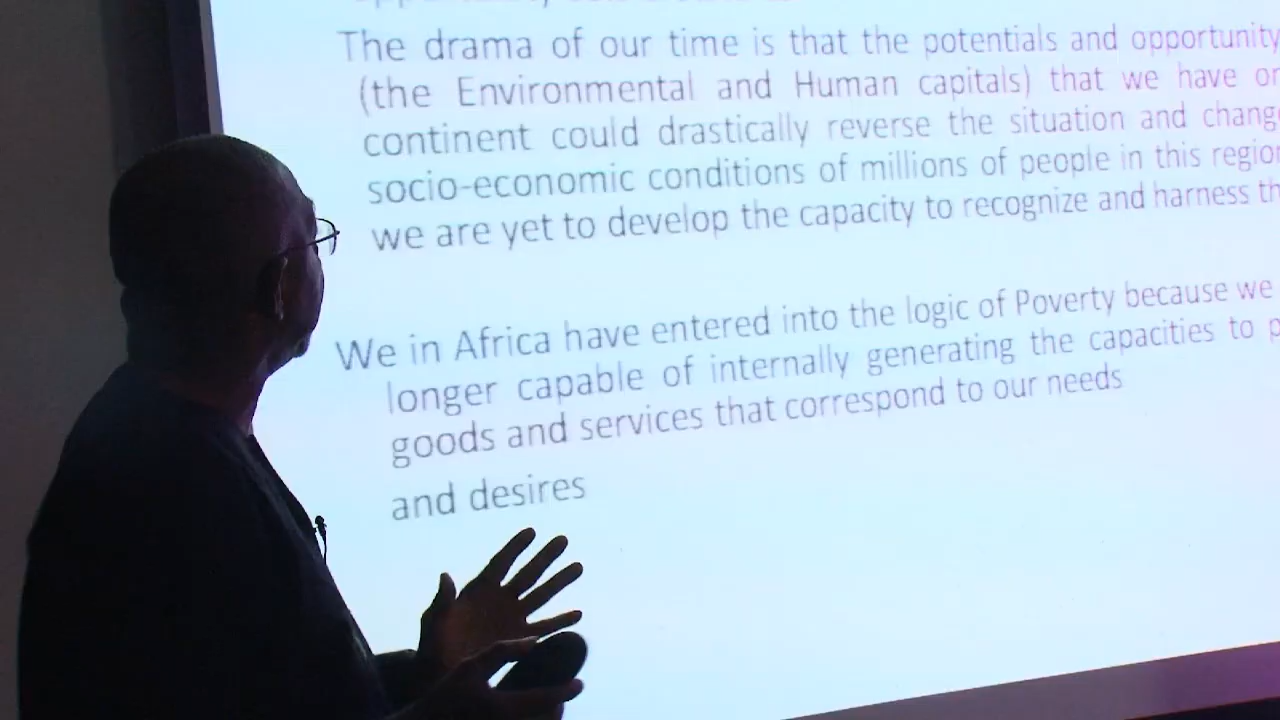 The drama of our time is that the potentials and opportunity
(the Environmental and Human capitals) that we have
continent could drastically reverse the situation and change
socio-economic conditions of millions of people in this region
we are yet to develop the capacity to recognize and harness
We in Africa have entered into the logic of Poverty because we
longer capable of internally generating the capacities to
goods and services that correspond to our needs
and desires